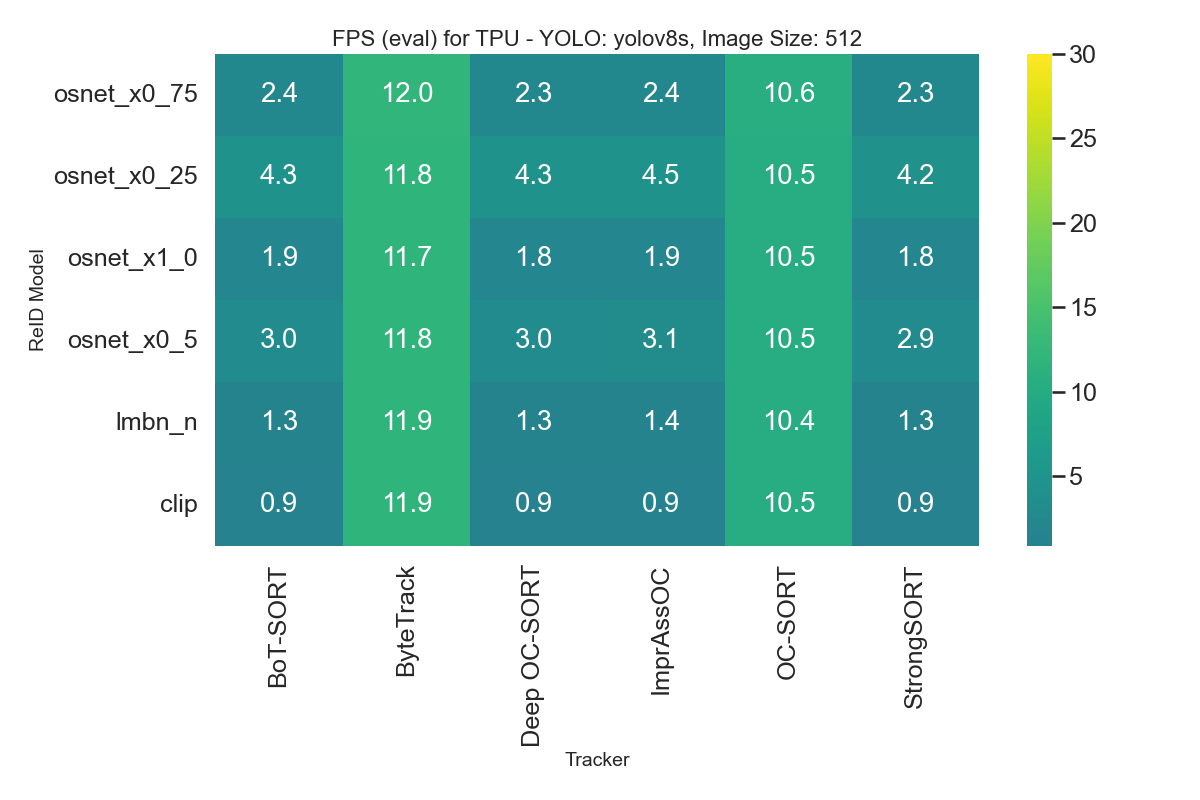 FPS (eval) for TPU - YOLO: yolov8s, Image Size: 512
osnet_x0_75 2.4 12.0 2.3 2.4 10.6 2.3
osnet_x0_25 4.3 11.8 4.3 4.5 10.5 4.2
osnet_x1_0 1.9 11.7 1.8 1.9 10.5 1.8
osnet_x0_5 3.0 11.8 3.0 3.1 10.5 2.9
lmbn_n 1.3 11.9 1.3 1.4 10.4 1.3
clip 0.9 11.9 0.9 0.9 10.5 0.9
ReID Model
BoT-SORT
ByteTrack
Deep OC-SORT
ImprAssOC
OC-SORT
StrongSORT
Tracker
30
25
20
15
10
5